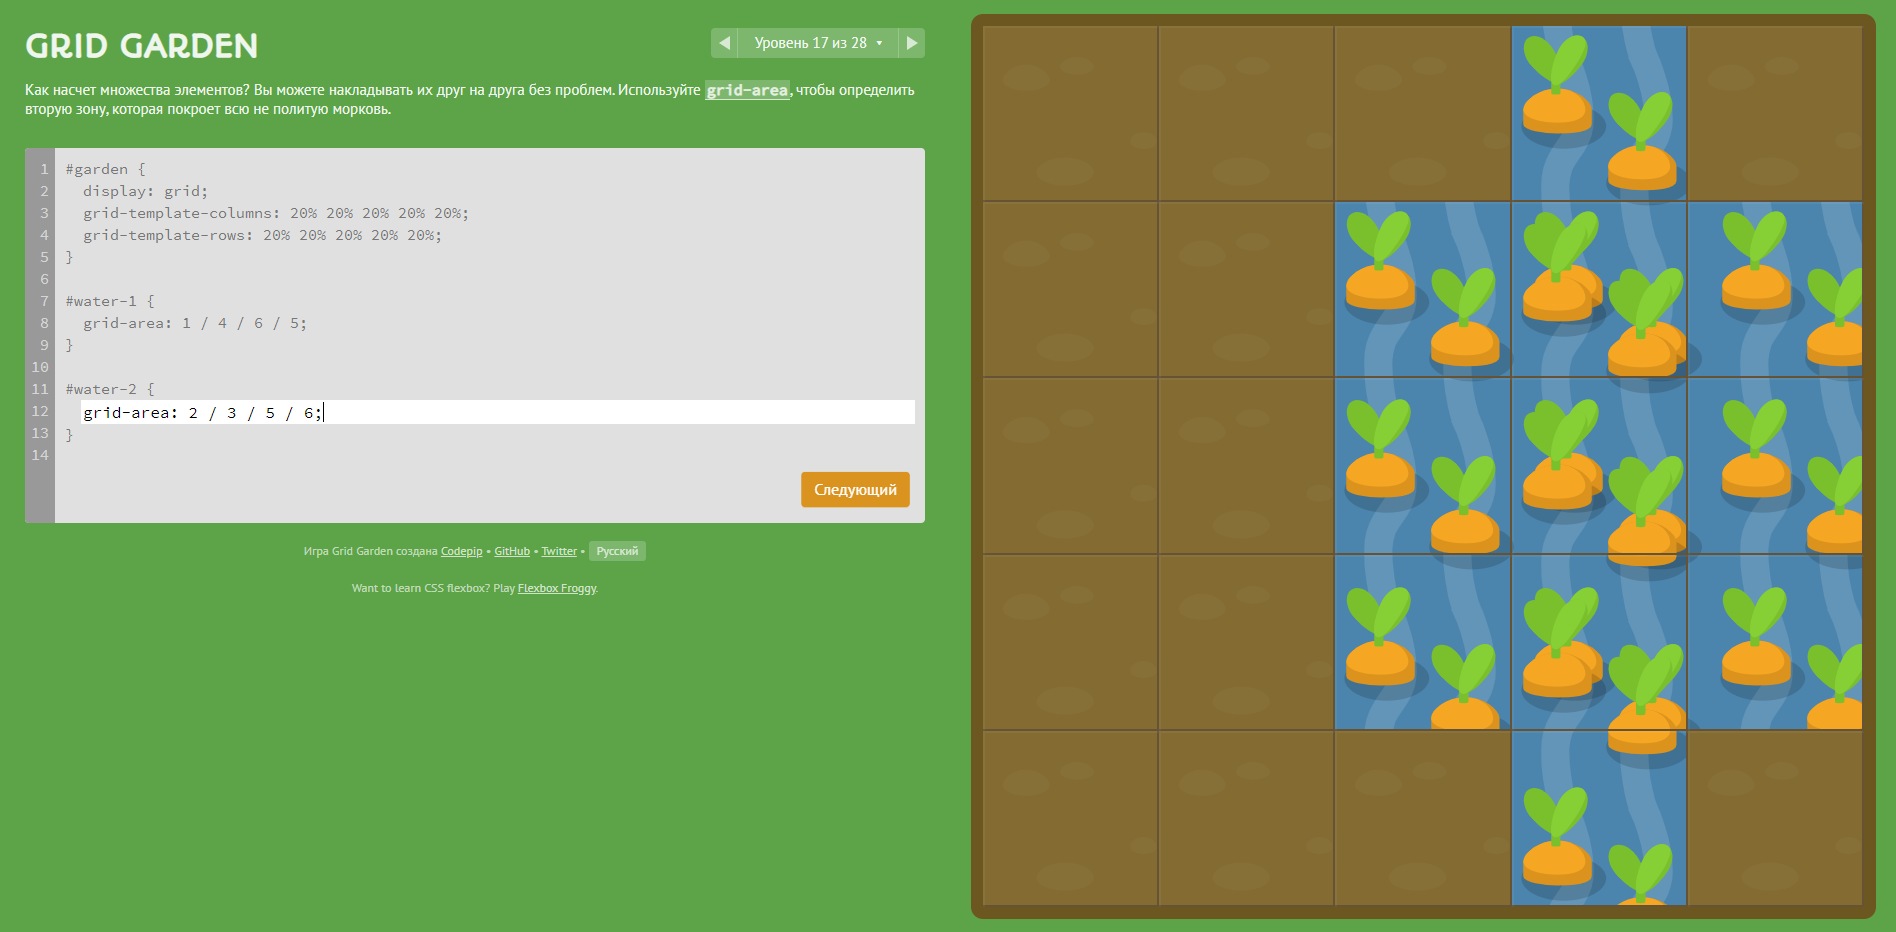 GRID GARDEN
◀ Уровень 17 из 28 ▾ ▶
Как насчет множества элементов? Вы можете накладывать их друг на друга без проблем. Используйте grid-area, чтобы определить
вторую зону, которая покроет всю не политую морковь.
1 #garden {
2 display: grid;
3 grid-template-columns: 20% 20% 20% 20% 20%;
4 grid-template-rows: 20% 20% 20% 20% 20%;
5 }
6
7 #water-1 {
8 grid-area: 1 / 4 / 6 / 5;
9 }
10
11 #water-2 {
12 grid-area: 2 / 3 / 5 / 6;
13 }
14
Следующий
Игра Grid Garden создана Codepip • GitHub • Twitter • Русский
Want to learn CSS flexbox? Play Flexbox Froggy.